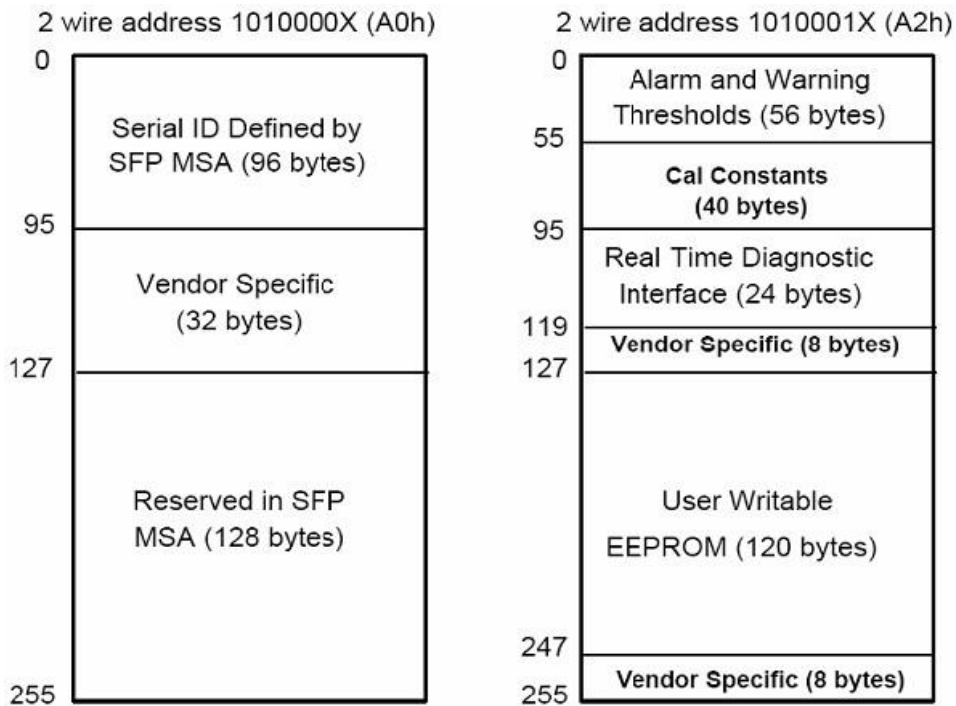 2 wire address 1010000X (A0h)
0
Serial ID Defined by
SFP MSA (96 bytes)
95
Vendor Specific
(32 bytes)
127
Reserved in SFP
MSA (128 bytes)
255
2 wire address 1010001X (A2h)
0
Alarm and Warning
Thresholds (56 bytes)
55
Cal Constants
(40 bytes)
95
Real Time Diagnostic
Interface (24 bytes)
119
Vendor Specific (8 bytes)
127
User Writable
EEPROM (120 bytes)
247
Vendor Specific (8 bytes)
255